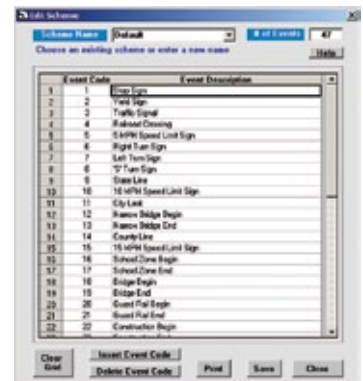 Edit Scheme
Scheme Name Default # of Events 47
Choose an existing scheme or enter a new name Help
Event Code Event Description
1 1 Stop Sign
2 2 Yield Sign
3 3 Traffic Signal
4 4 Railroad Crossing
5 5 5 MPH Speed Limit Sign
6 6 Right Turn Sign
7 7 Left Turn Sign
8 8 "S" Turn Sign
9 9 State Line
10 10 10 MPH Speed Limit Sign
11 11 City Limit
12 12 Narrow Bridge Begin
13 13 Narrow Bridge End
14 14 County Line
15 15 15 MPH Speed Limit Sign
16 16 School Zone Begin
17 17 School Zone End
18 18 Bridge Begin
19 19 Bridge End
20 20 Guard Rail Begin
21 21 Guard Rail End
22 22 Construction Begin
Clear Grid
Insert Event Code
Delete Event Code
Print Save Close